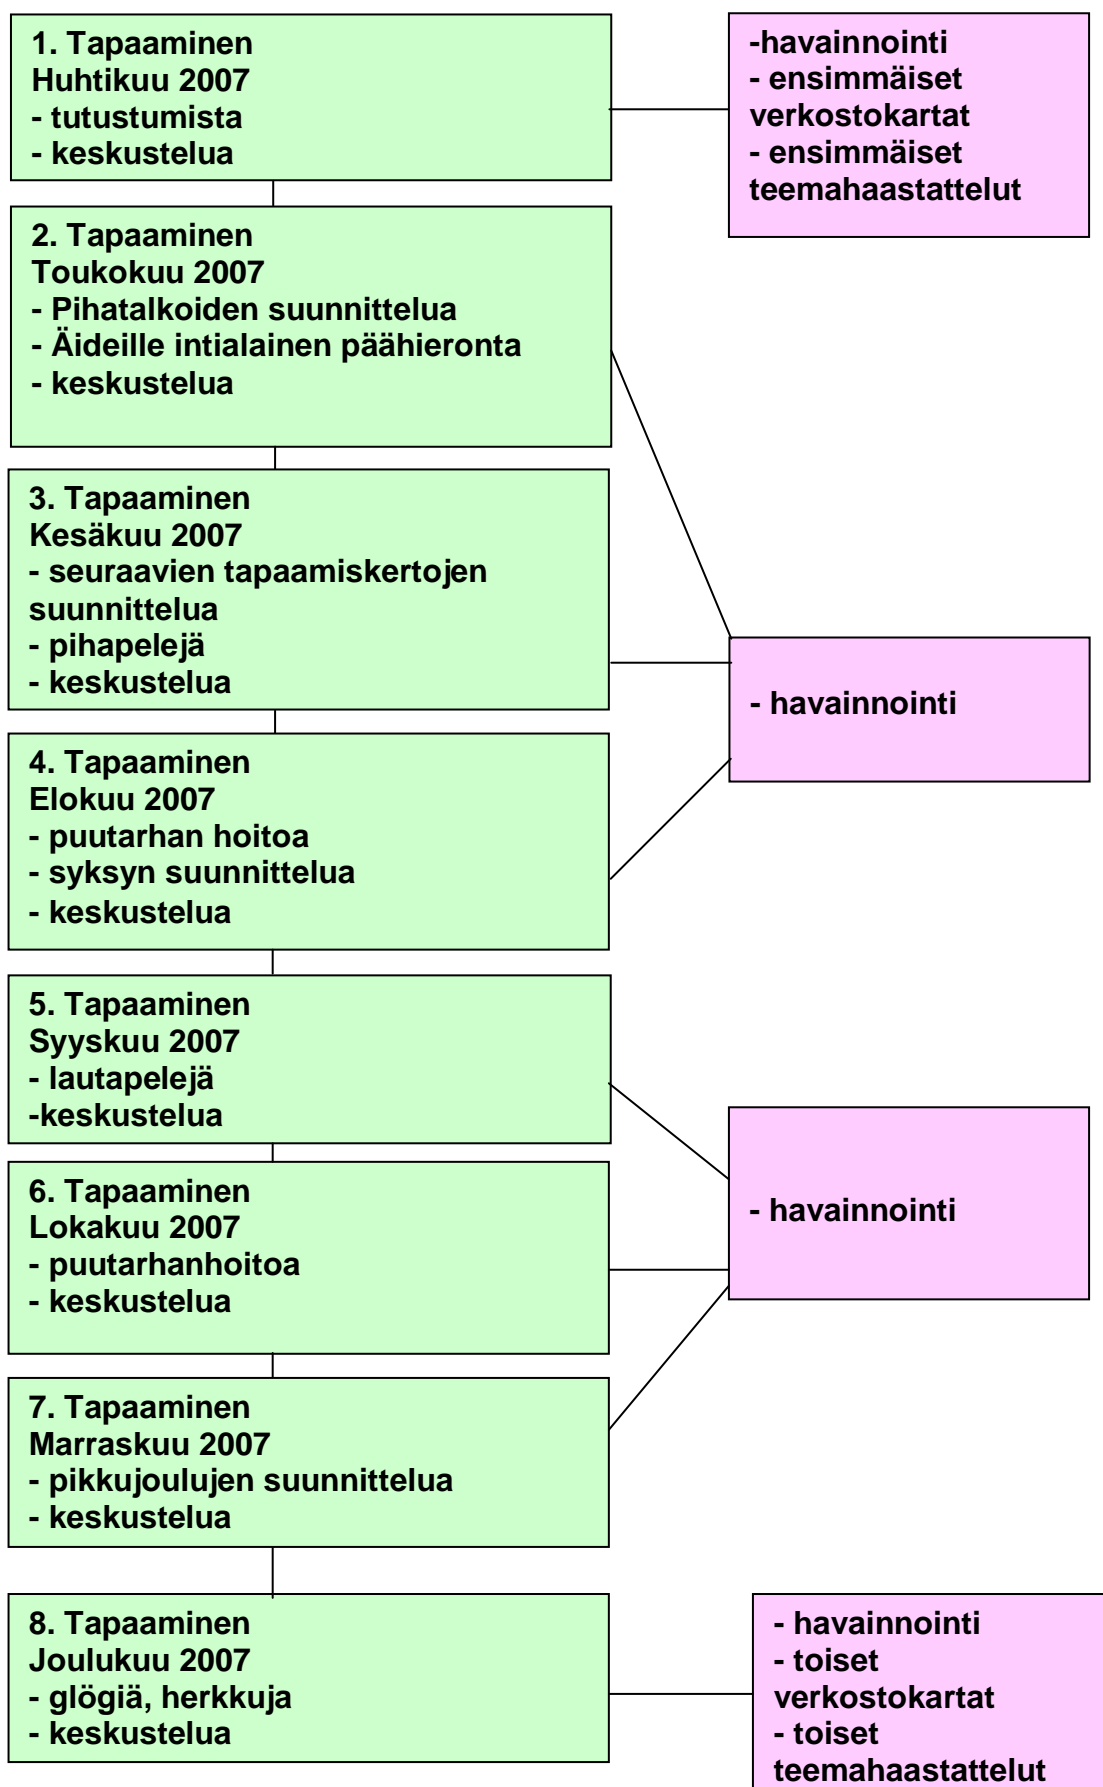 1. Tapaaminen
Huhtikuu 2007
- tutustumista
- keskustelua
-havainnointi
- ensimmäiset
verkostokartat
- ensimmäiset
teemahaastattelut
2. Tapaaminen
Toukokuu 2007
- Pihatalkoiden suunnittelua
- Äideille intialainen päähieronta
- keskustelua
3. Tapaaminen
Kesäkuu 2007
- seuraavien tapaamiskertojen
suunnittelua
- pihapelejä
- keskustelua
- havainnointi
4. Tapaaminen
Elokuu 2007
- puutarhan hoitoa
- syksyn suunnittelua
- keskustelua
5. Tapaaminen
Syyskuu 2007
- lautapelejä
-keskustelua
6. Tapaaminen
Lokakuu 2007
- puutarhanhoitoa
- keskustelua
- havainnointi
7. Tapaaminen
Marraskuu 2007
- pikkujoulujen suunnittelua
- keskustelua
8. Tapaaminen
Joulukuu 2007
- glögiä, herkkuja
- keskustelua
- havainnointi
- toiset
verkostokartat
- toiset
teemahaastattelut